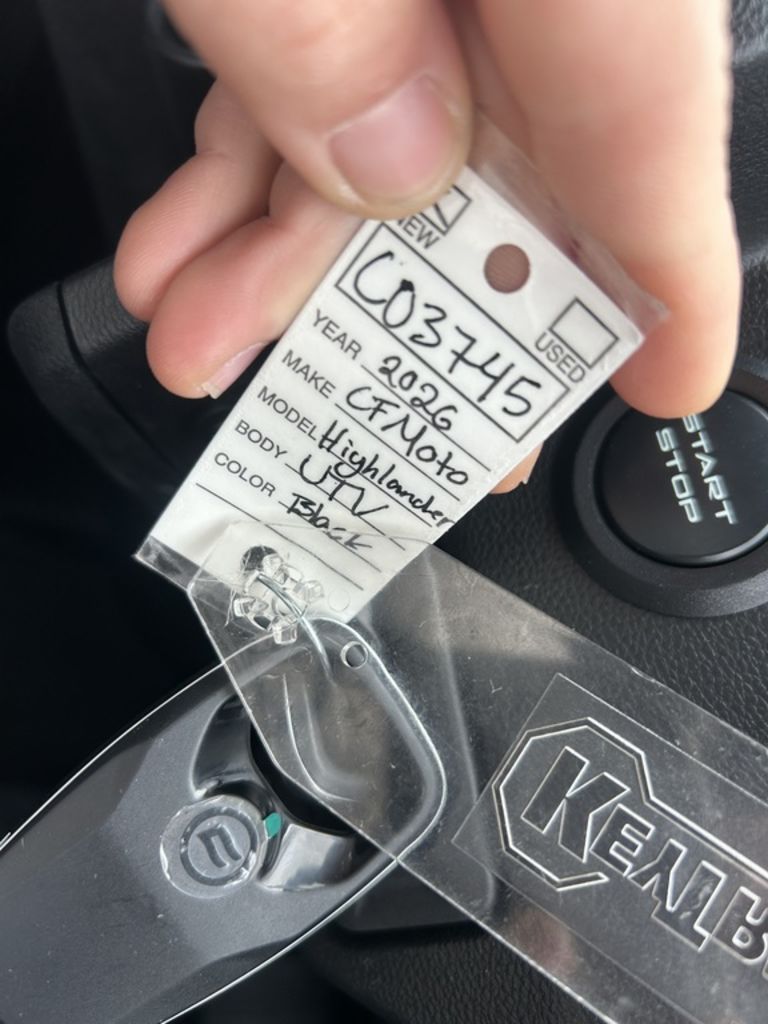 NEW
USED
C03745
YEAR 2026
MAKE CFMoto
MODEL Highlander
BODY UTV
COLOR Black
START
STOP